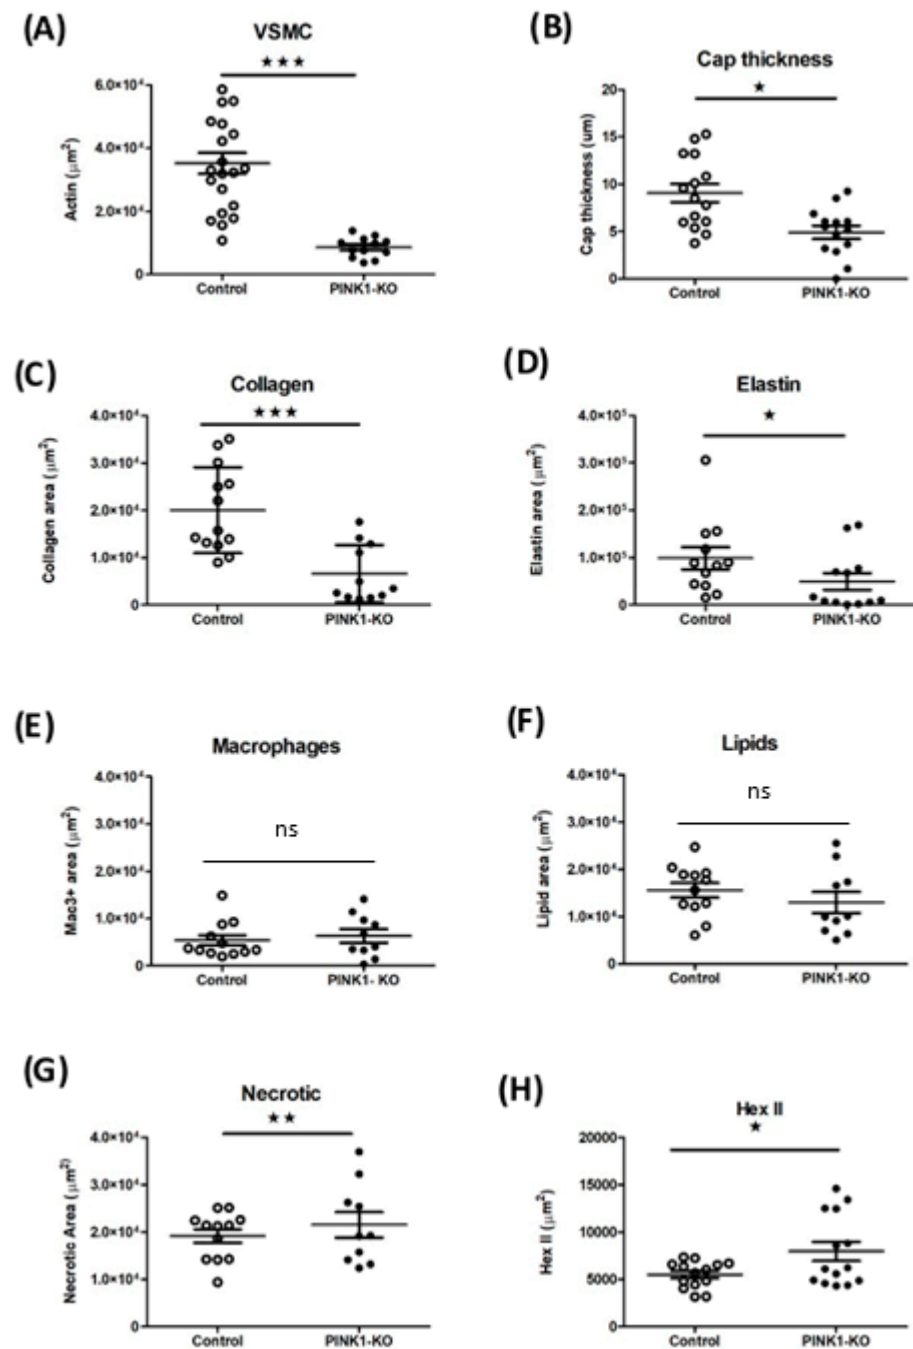 (A)
VSMC
★★★
Actin (μm²)
6.0×10⁴
4.0×10⁴
2.0×10⁴
0
Control PINK1-KO
(B)
Cap thickness
★
Cap thickness (um)
20
15
10
5
0
Control PINK1-KO
(C)
Collagen
★★★
Collagen area (μm²)
4.0×10⁴
3.0×10⁴
2.0×10⁴
1.0×10⁴
0
Control PINK1-KO
(D)
Elastin
★
Elastin area (μm²)
4.0×10⁵
3.0×10⁵
2.0×10⁵
1.0×10⁵
0
Control PINK1-KO
(E)
Macrophages
ns
Mac3+ area (μm²)
4.0×10⁴
3.0×10⁴
2.0×10⁴
1.0×10⁴
0
Control PINK1- KO
(F)
Lipids
ns
Lipid area (μm²)
4.0×10⁴
3.0×10⁴
2.0×10⁴
1.0×10⁴
0
Control PINK1-KO
(G)
Necrotic
★★
Necrotic Area (μm²)
4.0×10⁴
3.0×10⁴
2.0×10⁴
1.0×10⁴
0
Control PINK1-KO
(H)
Hex II
★
Hex II (μm²)
20000
15000
10000
5000
0
Control PINK1-KO